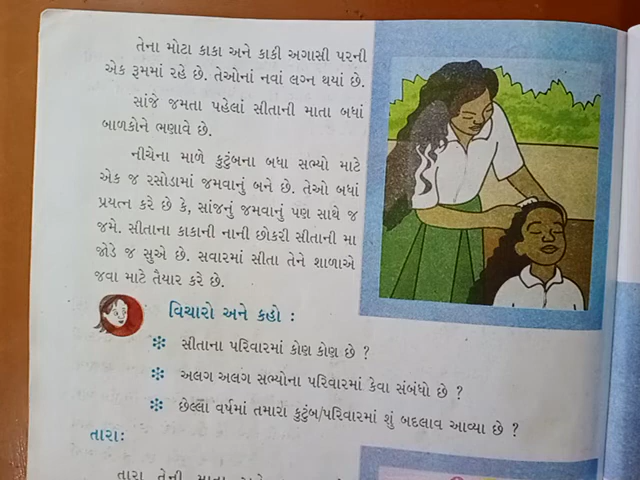 તેના મોટા કાકા અને કાકી અગાસી પરની
એક રૂમમાં રહે છે. તેઓનાં નવાં લગ્ન થયાં છે.
સાંજે જમતા પહેલાં સીતાની માતા બધાં
બાળકોને ભણાવે છે.
નીચેના માળે કુટુંબના બધા સભ્યો માટે
એક જ રસોડામાં જમવાનું બને છે. તેઓ બધાં
પ્રયત્ન કરે છે કે, સાંજનું જમવાનું પણ સાથે જ
જમે. સીતાના કાકાની નાની છોકરી સીતાની મા
જોડે જ સુએ છે. સવારમાં સીતા તેને શાળાએ
જવા માટે તૈયાર કરે છે.
વિચારો અને કહો :
સીતાના પરિવારમાં કોણ કોણ છે ?
અલગ અલગ સભ્યોના પરિવારમાં કેવા સંબંધો છે ?
છેલ્લા વર્ષમાં તમારા કુટુંબ/પરિવારમાં શું બદલાવ આવ્યા છે ?
તારાઃ
તારા તેની માતા